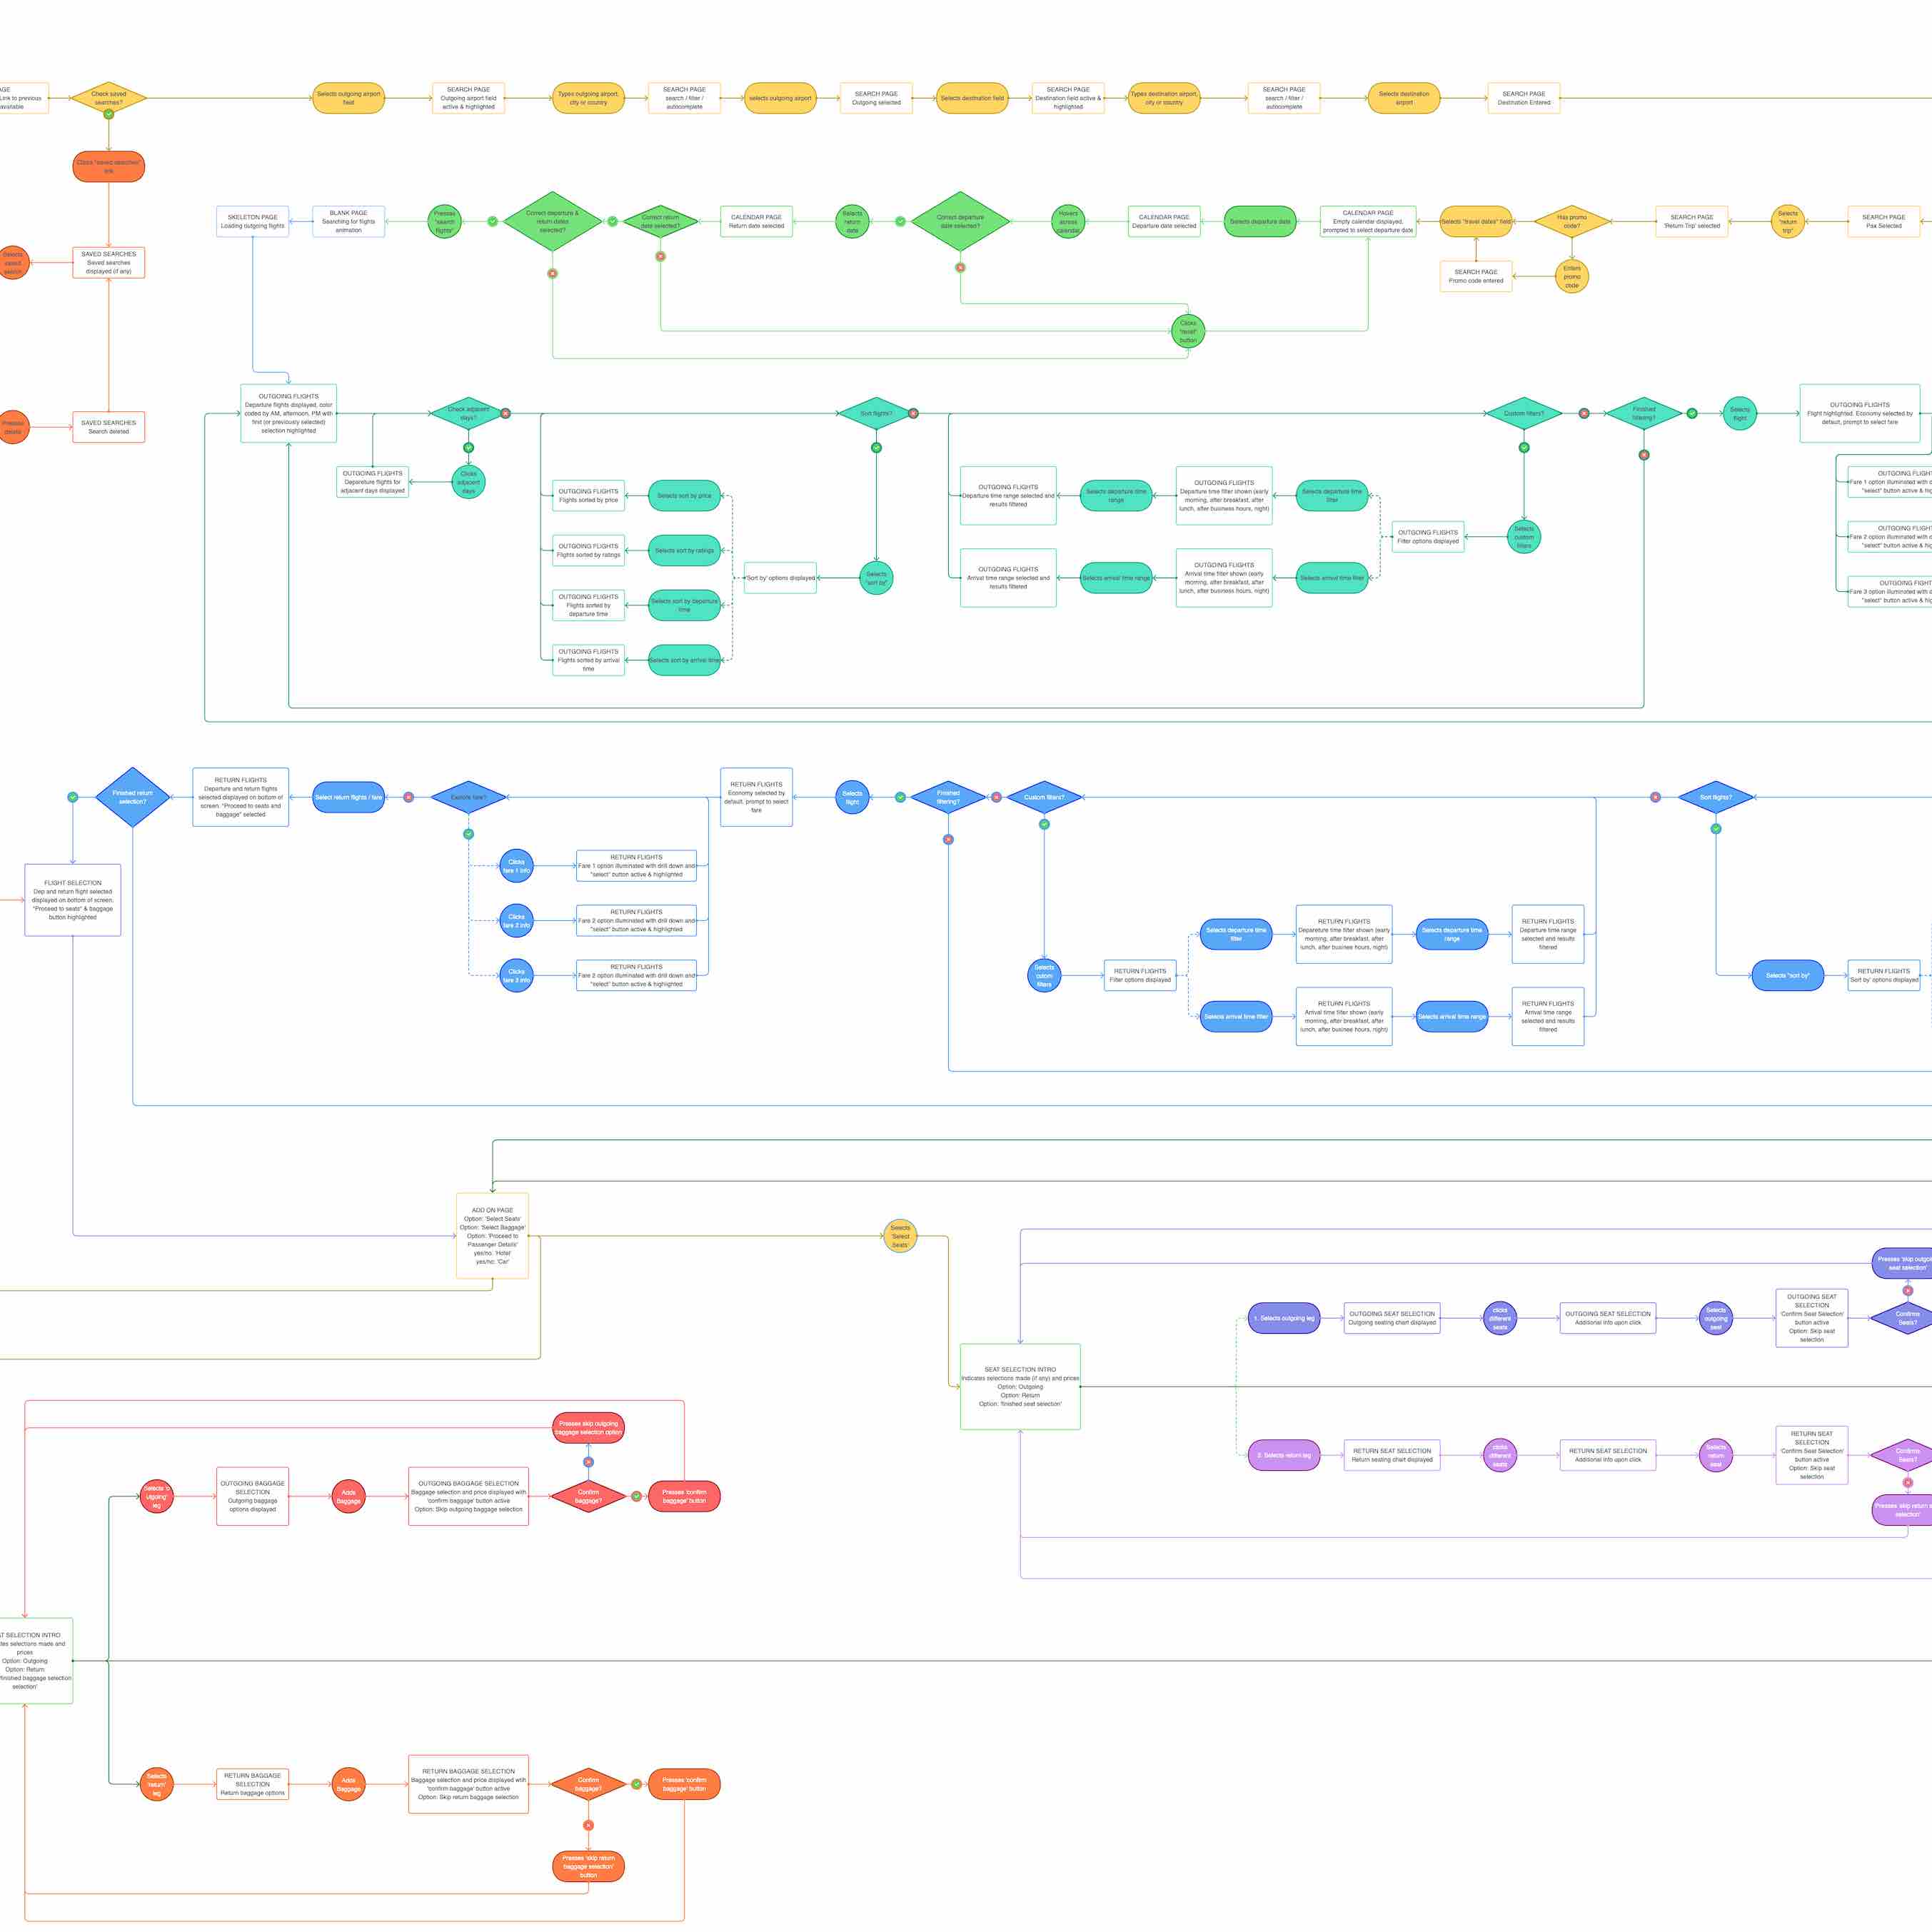 AGE
Link to previous
available
Check saved
searches?
Selects outgoing airport
field
SEARCH PAGE
Outgoing airport field
active & highlighted
Types outgoing airport,
city or country
SEARCH PAGE
search / filter /
autocomplete
selects outgoing airport
SEARCH PAGE
Outgoing selected
Selects destination field
SEARCH PAGE
Destination field active &
highlighted
Types destination airport,
city or country
SEARCH PAGE
search / filter /
autocomplete
Selects destination
airport
SEARCH PAGE
Destination Entered
Clicks "saved searches"
link
SKELETON PAGE
Loading outgoing flights
BLANK PAGE
Searching for flights
animation
Presses
"search
flights"
Correct departure &
return dates
selected?
Correct return
date selected?
CALENDAR PAGE
Return date selected
Selects
return
date
Correct departure
date selected?
Hovers
across
calendar
CALENDAR PAGE
Departure date selected
Selects departure date
CALENDAR PAGE
Empty calendar displayed,
prompted to select departure date
Selects "travel dates" field
Has promo
code?
SEARCH PAGE
'Return Trip' selected
Selects
"return
trip"
SEARCH PAGE
Pax Selected
Selects
saved
search
SAVED SEARCHES
Saved searches
displayed (if any)
SEARCH PAGE
Promo code entered
Enters
promo
code
Clicks
"reset"
button
Presses
details
SAVED SEARCHES
Search deleted
OUTGOING FLIGHTS
Departure flights displayed, color
coded by AM, afternoon, PM with
first (or previously selected)
selection highlighted
Check adjacent
days?
Sort flights?
Custom filters?
Finished
filtering?
Selects
flight
OUTGOING FLIGHTS
Flight highlighted. Economy selected by
default, prompt to select fare
OUTGOING FLIGHTS
Depareture flights for
adjacent days displayed
Clicks
adjacent
days
OUTGOING FLIGHTS
Flights sorted by price
Selects sort by price
OUTGOING FLIGHTS
Departure time range selected and
results filtered
Selects departure time
range
OUTGOING FLIGHTS
Departure time filter shown (early
morning, after breakfast, after
lunch, after business hours, night)
Selects departure time
filter
OUTGOING FLIGHT
Fare 1 option illuminated with d
"select" button active & hig
OUTGOING FLIGHTS
Flights sorted by ratings
Selects sort by ratings
OUTGOING FLIGHTS
Filter options displayed
Selects
custom
filters
OUTGOING FLIGHT
Fare 2 option illuminated with d
"select" button active & hig
'Sort by' options displayed
Selects
"sort by"
OUTGOING FLIGHTS
Arrival time range selected and
results filtered
Selects arrival time range
OUTGOING FLIGHTS
Arrival time filter shown (early
morning, after breakfast, after
lunch, after business hours, night)
Selects arrival time filter
OUTGOING FLIGHT
Fare 3 option illuminated with d
"select" button active & hig
OUTGOING FLIGHTS
Flights sorted by
departure time
Selects sort by departure
time
OUTGOING FLIGHTS
Flights sorted by arrival
time
Selects sort by arrival time
Finished return
selection?
RETURN FLIGHTS
Departure and return flights
selected displayed on bottom of
screen. "Proceed to seats and
baggage" selected
Select return flights / fare
Explore fare?
RETURN FLIGHTS
Economy selected by
default, prompt to select
fare
Selects
flight
Finished
filtering?
Custom filters?
Sort flights?
Clicks
fare 1 info
RETURN FLIGHTS
Fare 1 option illuminated with drill down and
"select" button active & highlighted
FLIGHT SELECTION
Dep and return flight selected
displayed on bottom of screen.
"Proceed to seats" & baggage
button highlighted
Clicks
fare 2 info
RETURN FLIGHTS
Fare 2 option illuminated with drill down and
"select" button active & highlighted
Selects departure time
filter
RETURN FLIGHTS
Depareture time filter shown (early
morning, after breakfast, after
lunch, after businee hours, night)
Selects departure time
range
RETURN FLIGHTS
Departure time range
selected and results
filtered
Clicks
fare 3 info
RETURN FLIGHTS
Fare 2 option illuminated with drill down and
"select" button active & highlighted
Selects
cutom
filters
RETURN FLIGHTS
Filter options displayed
Selects "sort by"
RETURN FLIGHTS
'Sort by' options displayed
Selects arrival time filter
RETURN FLIGHTS
Arrival time filter shown (early
morning, after breakfast, after
lunch, after businee hours, night)
Selects arrival time range
RETURN FLIGHTS
Arrival time range
selected and results
filtered
ADD ON PAGE
Option: 'Select Seats'
Option: 'Select Baggage'
Option: 'Proceed to
Passenger Details'
yes/no: 'Hotel'
yes/no: 'Car'
Selects
'Select
Seats'
Presses 'skip outgoi
seat selection'
1. Selects outgoing leg
OUTGOING SEAT SELECTION
Outgoing seating chart displayed
clicks
different
seats
OUTGOING SEAT SELECTION
Additional info upon click
Selects
outgoing
seat
OUTGOING SEAT
SELECTION
Confirm Seat Selection'
button active
Option: Skip seat
selection
Confirms
Seats?
SEAT SELECTION INTRO
Indicates selections made (if any) and prices
Option: Outgoing
Option: Return
Option: 'finished seat selection'
2. Selects return leg
RETURN SEAT SELECTION
Return seating chart displayed
clicks
different
seats
RETURN SEAT SELECTION
Additional info upon click
Selects
return
seat
RETURN SEAT
SELECTION
Confirm Seat Selection'
button active
Option: Skip seat
selection
Confirms
Seats?
Presses 'skip return s
selection'
Presses skip outgoing
baggage selection option
Selects 'o
utgoing'
leg
OUTGOING BAGGAGE
SELECTION
Outgoing baggage
options displayed
Adds
Baggage
OUTGOING BAGGAGE SELECTION
Baggage selection and price displayed with
'confirm baggage' button active
Option: Skip outgoing baggage selection
Confirm
baggage?
Presses 'confirm
baggage' button
AT SELECTION INTRO
tes selections made and
prices
Option: Outgoing
Option: Return
'finished baggage selection
selection'
Selects
'return'
leg
RETURN BAGGAGE
SELECTION
Return baggage options
Adds
Baggage
RETURN BAGGAGE SELECTION
Baggage selection and price displayed with
'confirm baggage' button active
Option: Skip return baggage selection
Confirm
baggage?
Presses 'confirm
baggage' button
Presses 'skip return
baggage selection'
button